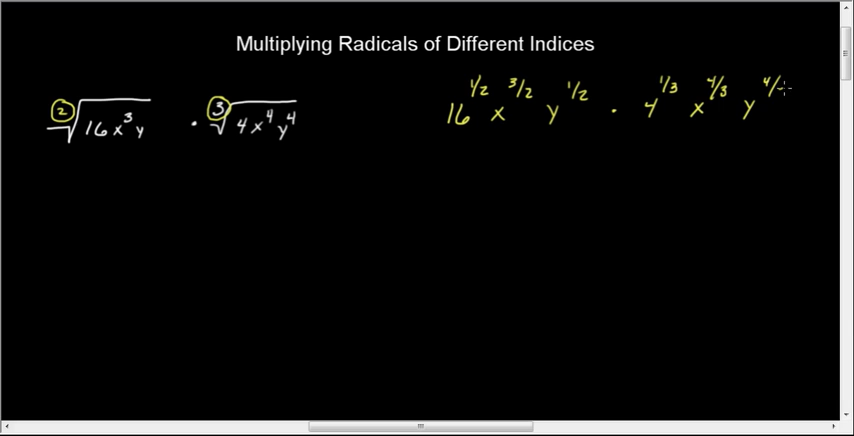 Multiplying Radicals of Different Indices
²√(16x³y) · ³√(4x⁴y⁴) 16^1/2 x^3/2 y^1/2 · 4^1/3 x^4/3 y^4/